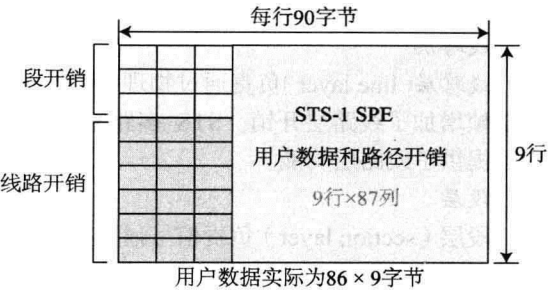 每行90字节
段开销
线路开销
STS-1 SPE
用户数据和路径开销
9行×87列
9行
用户数据实际为86×9字节